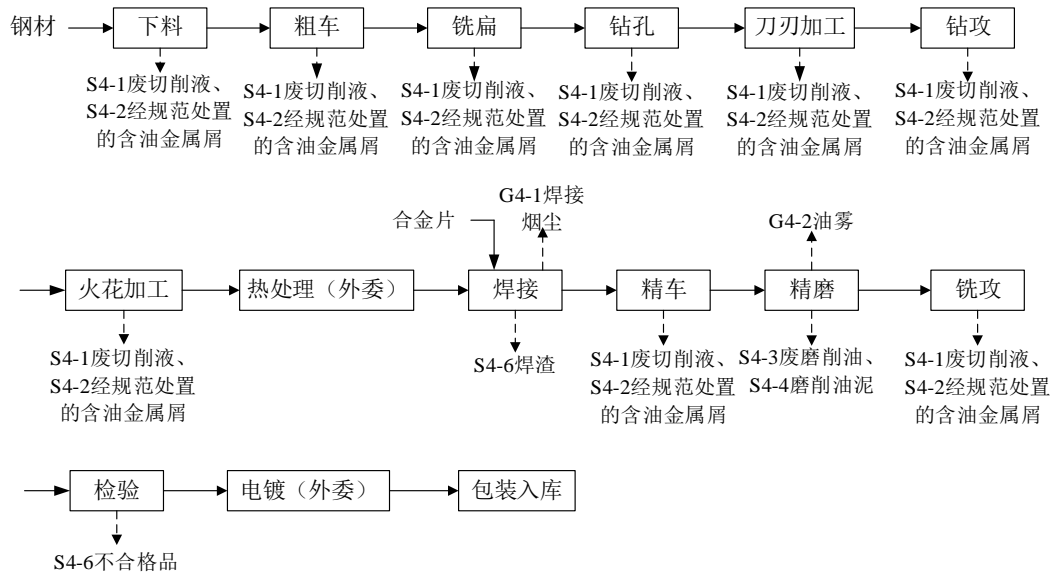 钢材
下料
粗车
铣扁
钻孔
刀刃加工
钻攻
S4-1废切削液、
S4-2经规范处置
的含油金属屑
S4-1废切削液、
S4-2经规范处置
的含油金属屑
S4-1废切削液、
S4-2经规范处置
的含油金属屑
S4-1废切削液、
S4-2经规范处置
的含油金属屑
S4-1废切削液、
S4-2经规范处置
的含油金属屑
S4-1废切削液、
S4-2经规范处置
的含油金属屑
合金片
G4-1焊接
烟尘
G4-2油雾
火花加工
热处理（外委）
焊接
精车
精磨
铣攻
S4-1废切削液、
S4-2经规范处置
的含油金属屑
S4-6焊渣
S4-1废切削液、
S4-2经规范处置
的含油金属屑
S4-3废磨削油、
S4-4磨削油泥
S4-1废切削液、
S4-2经规范处置
的含油金属屑
检验
电镀（外委）
包装入库
S4-6不合格品